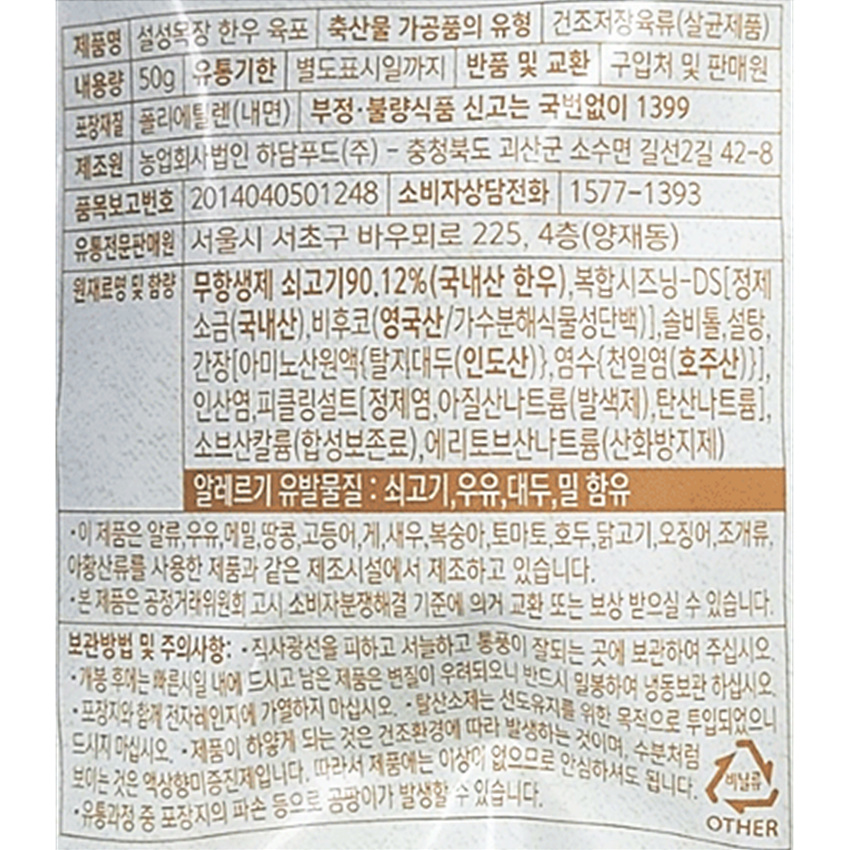 제품명 설성목장 한우 육포 축산물 가공품의 유형 건조저장육류(살균제품)
내용량 50g 유통기한 별도표시일까지 반품 및 교환 구입처 및 판매원
포장재질 폴리에틸렌(내면) 부정·불량식품 신고는 국번없이 1399
제조원 농업회사법인 하담푸드(주) - 충청북도 괴산군 소수면 길선2길 42-8
품목보고번호 2014040501248 소비자상담전화 1577-1393
유통전문판매원 서울시 서초구 바우뫼로 225, 4층(양재동)
원재료명 및 함량 무항생제 쇠고기90.12%(국내산 한우),복합시즈닝-DS[정제
소금(국내산),비후코(영국산/가수분해식물성단백)],솔비톨,설탕,
간장[아미노산원액{탈지대두(인도산)},염수{천일염(호주산)}],
인산염,피클링설트[정제염,아질산나트륨(발색제),탄산나트륨],
소브산칼륨(합성보존료),에리토브산나트륨(산화방지제)
알레르기 유발물질 : 쇠고기,우유,대두,밀 함유
·이 제품은 알류,우유,메밀,땅콩,고등어,게,새우,복숭아,토마토,호두,닭고기,오징어,조개류,
아황산류를 사용한 제품과 같은 제조시설에서 제조하고 있습니다.
·본 제품은 공정거래위원회 고시 소비자분쟁해결 기준에 의거 교환 또는 보상 받으실 수 있습니다.
보관방법 및 주의사항: ·직사광선을 피하고 서늘하고 통풍이 잘되는 곳에 보관하여 주십시오.
·개봉 후에는 빠른시일 내에 드시고 남은 제품은 변질이 우려되오니 반드시 밀봉하여 냉동보관 하십시오.
·포장지와 함께 전자레인지에 가열하지 마십시오. ·탈산소제는 선도유지를 위한 목적으로 투입되었으니
드시지 마십시오. ·제품이 하얗게 되는 것은 건조환경에 따라 발생하는 것이며, 수분처럼
보이는 것은 액상향미증진제입니다. 따라서 제품에는 이상이 없으므로 안심하셔도 됩니다.
·유통과정 중 포장지의 파손 등으로 곰팡이가 발생할 수 있습니다.
비닐류
OTHER